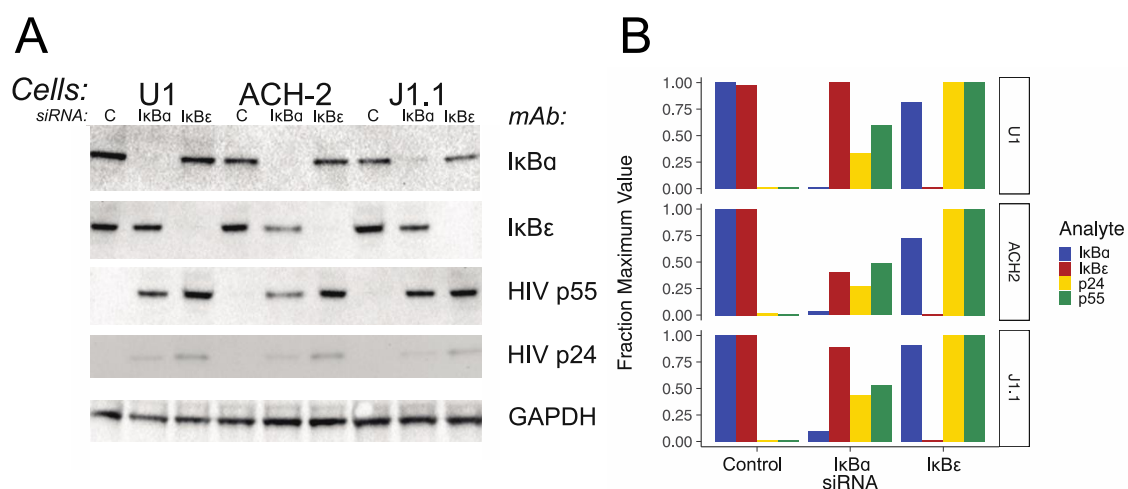 A
Cells: U1 ACH-2 J1.1
siRNA: C IκBα IκBε C IκBα IκBε C IκBα IκBε mAb:
IκBα
IκBε
HIV p55
HIV p24
GAPDH
B
1.00
0.75
0.50
0.25
0.00
U1
1.00
0.75
0.50
0.25
0.00
ACH2
1.00
0.75
0.50
0.25
0.00
J1.1
Fraction Maximum Value
Control IκBα IκBε
siRNA
Analyte
IκBα
IκBε
p24
p55